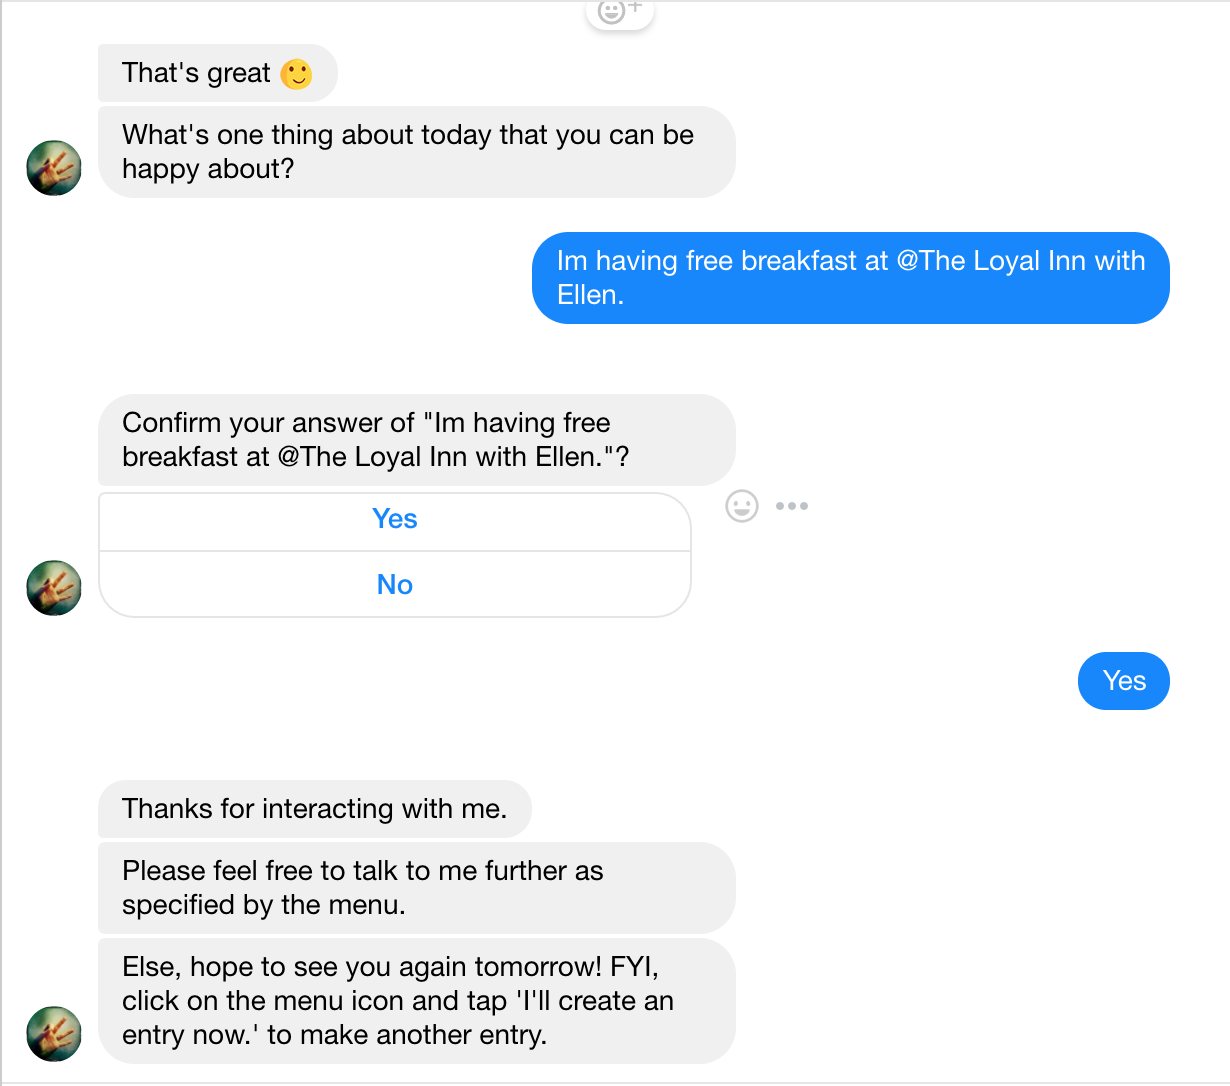 That's great 🙂
What's one thing about today that you can be
happy about?
Im having free breakfast at @The Loyal Inn with
Ellen.
Confirm your answer of "Im having free
breakfast at @The Loyal Inn with Ellen."?
Yes
No
Yes
Thanks for interacting with me.
Please feel free to talk to me further as
specified by the menu.
Else, hope to see you again tomorrow! FYI,
click on the menu icon and tap 'I'll create an
entry now.' to make another entry.